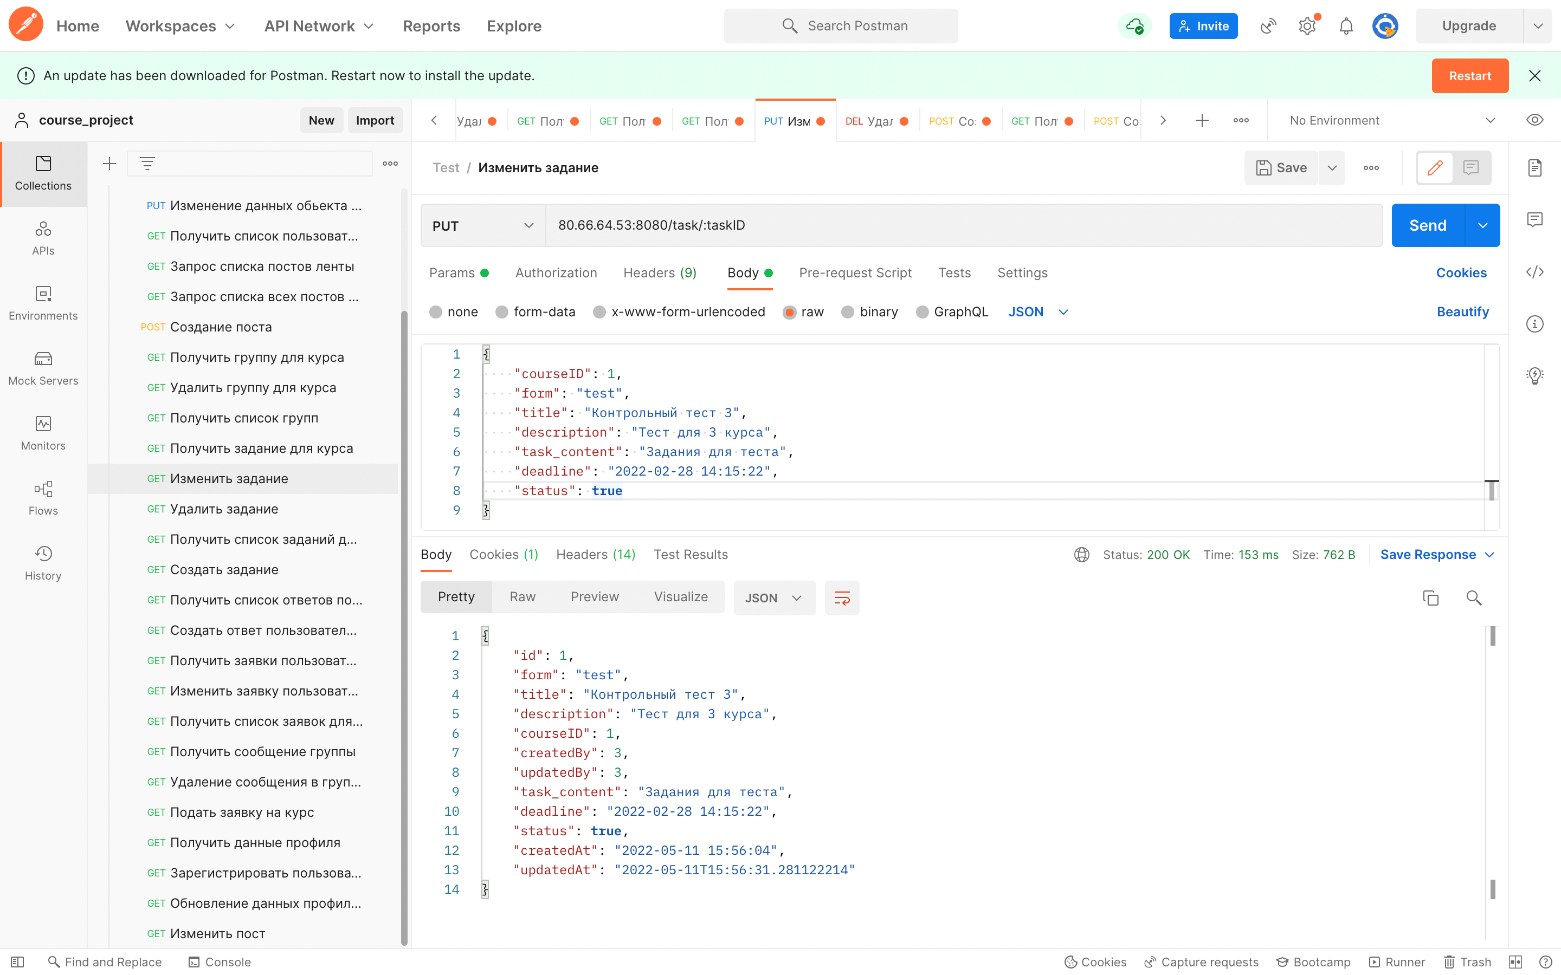 Home
Workspaces
API Network
Reports
Explore
Search Postman
Invite
Upgrade
An update has been downloaded for Postman. Restart now to install the update.
Restart
course_project
New
Import
GET
GET
GET
PUT Изм
DEL
POST
GET
POST
No Environment
Collections
APIs
Environments
Mock Servers
Monitors
Flows
History
PUT Изменение данных обьекта ...
GET Получить список пользоват...
GET Запрос списка постов ленты
GET Запрос списка всех постов ...
POST Создание поста
GET Получить группу для курса
GET Удалить группу для курса
GET Получить список групп
GET Получить задание для курса
GET Изменить задание
GET Удалить задание
GET Получить список заданий д...
GET Создать задание
GET Получить список ответов по...
GET Создать ответ пользовател...
GET Получить заявки пользоват...
GET Изменить заявку пользоват...
GET Получить список заявок для...
GET Получить сообщение группы
GET Удаление сообщения в груп...
GET Подать заявку на курс
GET Получить данные профиля
GET Зарегистрировать пользова...
GET Обновление данных профил...
GET Изменить пост
Test / Изменить задание
Save
PUT
80.66.64.53:8080/task/:taskID
Send
Params
Authorization
Headers (9)
Body
Pre-request Script
Tests
Settings
Cookies
none
form-data
x-www-form-urlencoded
raw
binary
GraphQL
JSON
Beautify
1 {
2 "courseID": 1,
3 "form": "test",
4 "title": "Контрольный тест 3",
5 "description": "Тест для 3 курса",
6 "task_content": "Задания для теста",
7 "deadline": "2022-02-28 14:15:22",
8 "status": true
9 }
Body
Cookies (1)
Headers (14)
Test Results
Status: 200 OK
Time: 153 ms
Size: 762 B
Save Response
Pretty
Raw
Preview
Visualize
JSON
1 {
2 "id": 1,
3 "form": "test",
4 "title": "Контрольный тест 3",
5 "description": "Тест для 3 курса",
6 "courseID": 1,
7 "createdBy": 3,
8 "updatedBy": 3,
9 "task_content": "Задания для теста",
10 "deadline": "2022-02-28 14:15:22",
11 "status": true,
12 "createdAt": "2022-05-11 15:56:04",
13 "updatedAt": "2022-05-11T15:56:31.281122214"
14 }
Find and Replace
Console
Cookies
Capture requests
Bootcamp
Runner
Trash